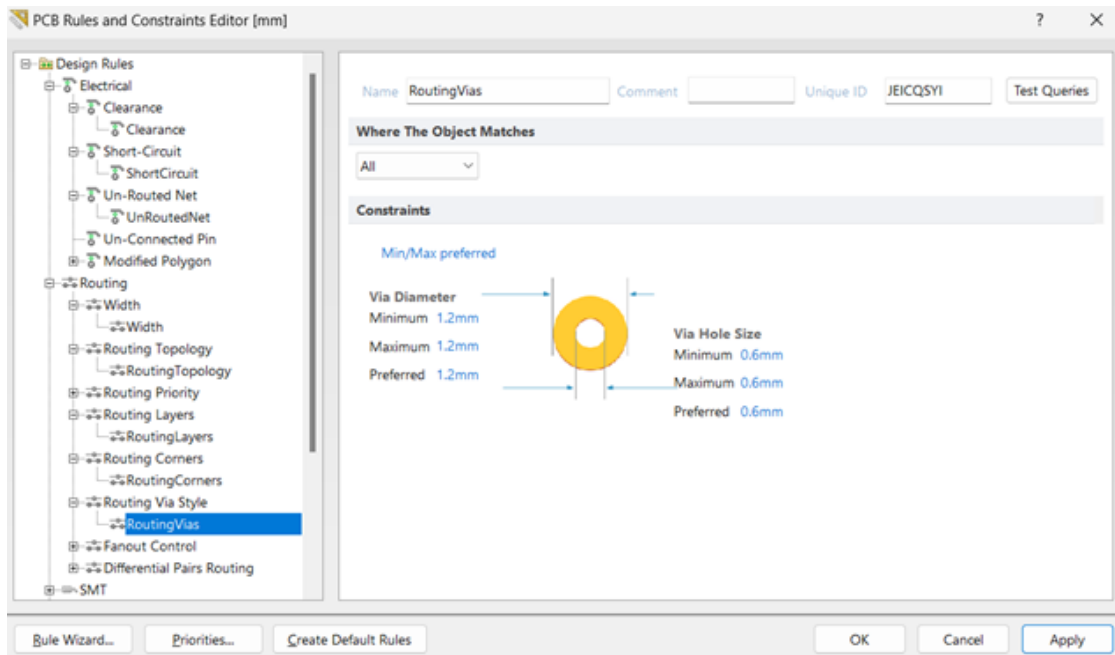 PCB Rules and Constraints Editor [mm]
?
Design Rules
Electrical
Clearance
Clearance
Short-Circuit
ShortCircuit
Un-Routed Net
UnRoutedNet
Un-Connected Pin
Modified Polygon
Routing
Width
Width
Routing Topology
RoutingTopology
Routing Priority
Routing Layers
RoutingLayers
Routing Corners
RoutingCorners
Routing Via Style
RoutingVias
Fanout Control
Differential Pairs Routing
SMT
Name RoutingVias Comment Unique ID JEICQSYI Test Queries
Where The Object Matches
All
Constraints
Min/Max preferred
Via Diameter
Minimum 1.2mm
Maximum 1.2mm
Preferred 1.2mm
Via Hole Size
Minimum 0.6mm
Maximum 0.6mm
Preferred 0.6mm
Rule Wizard... Priorities... Create Default Rules OK Cancel Apply